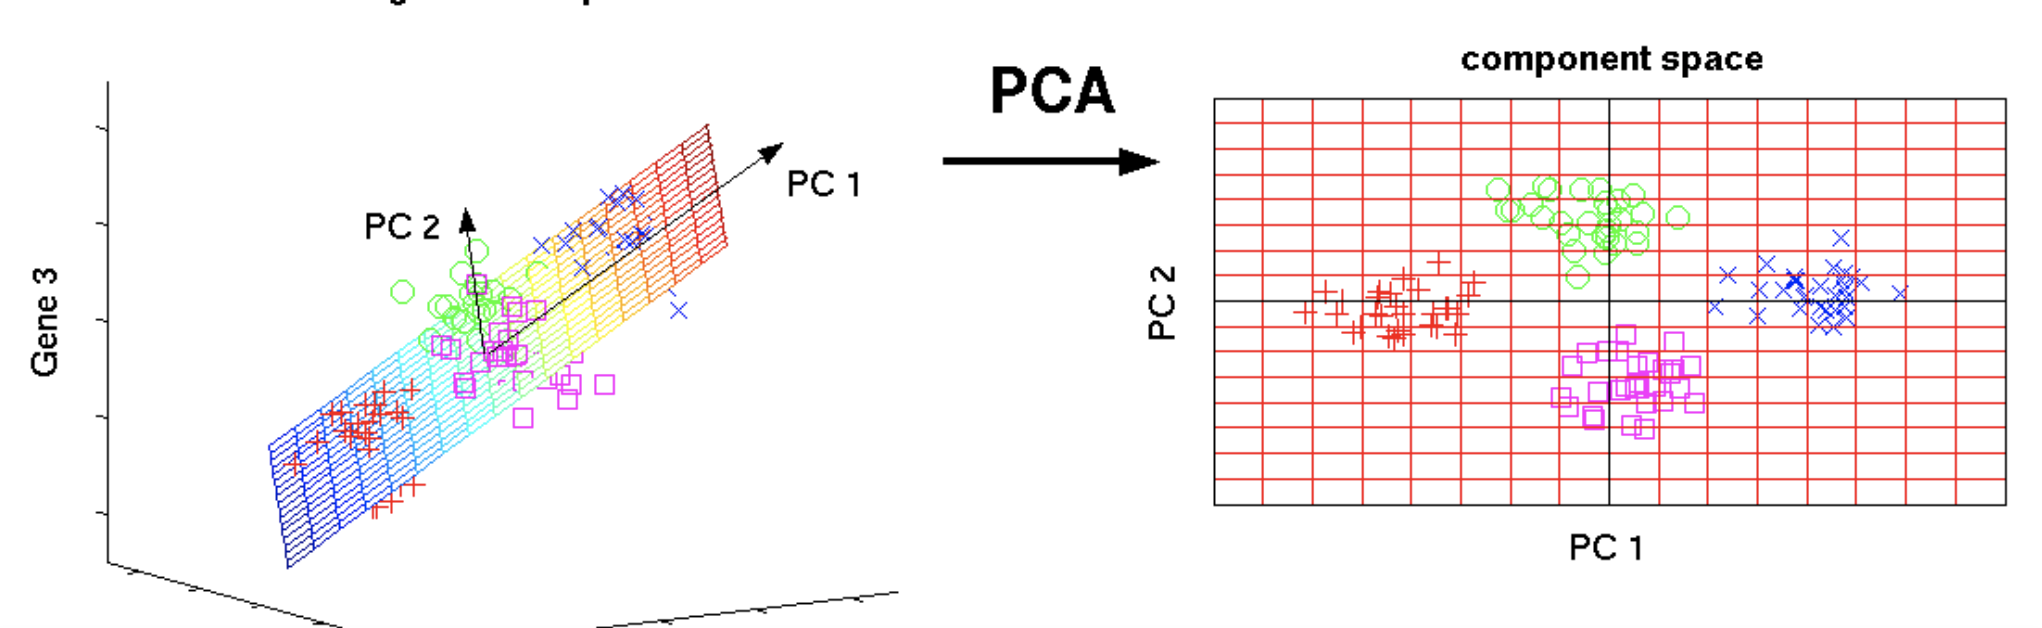 PCA
component space
PC 1
PC 2
Gene 3
PC 2
PC 1